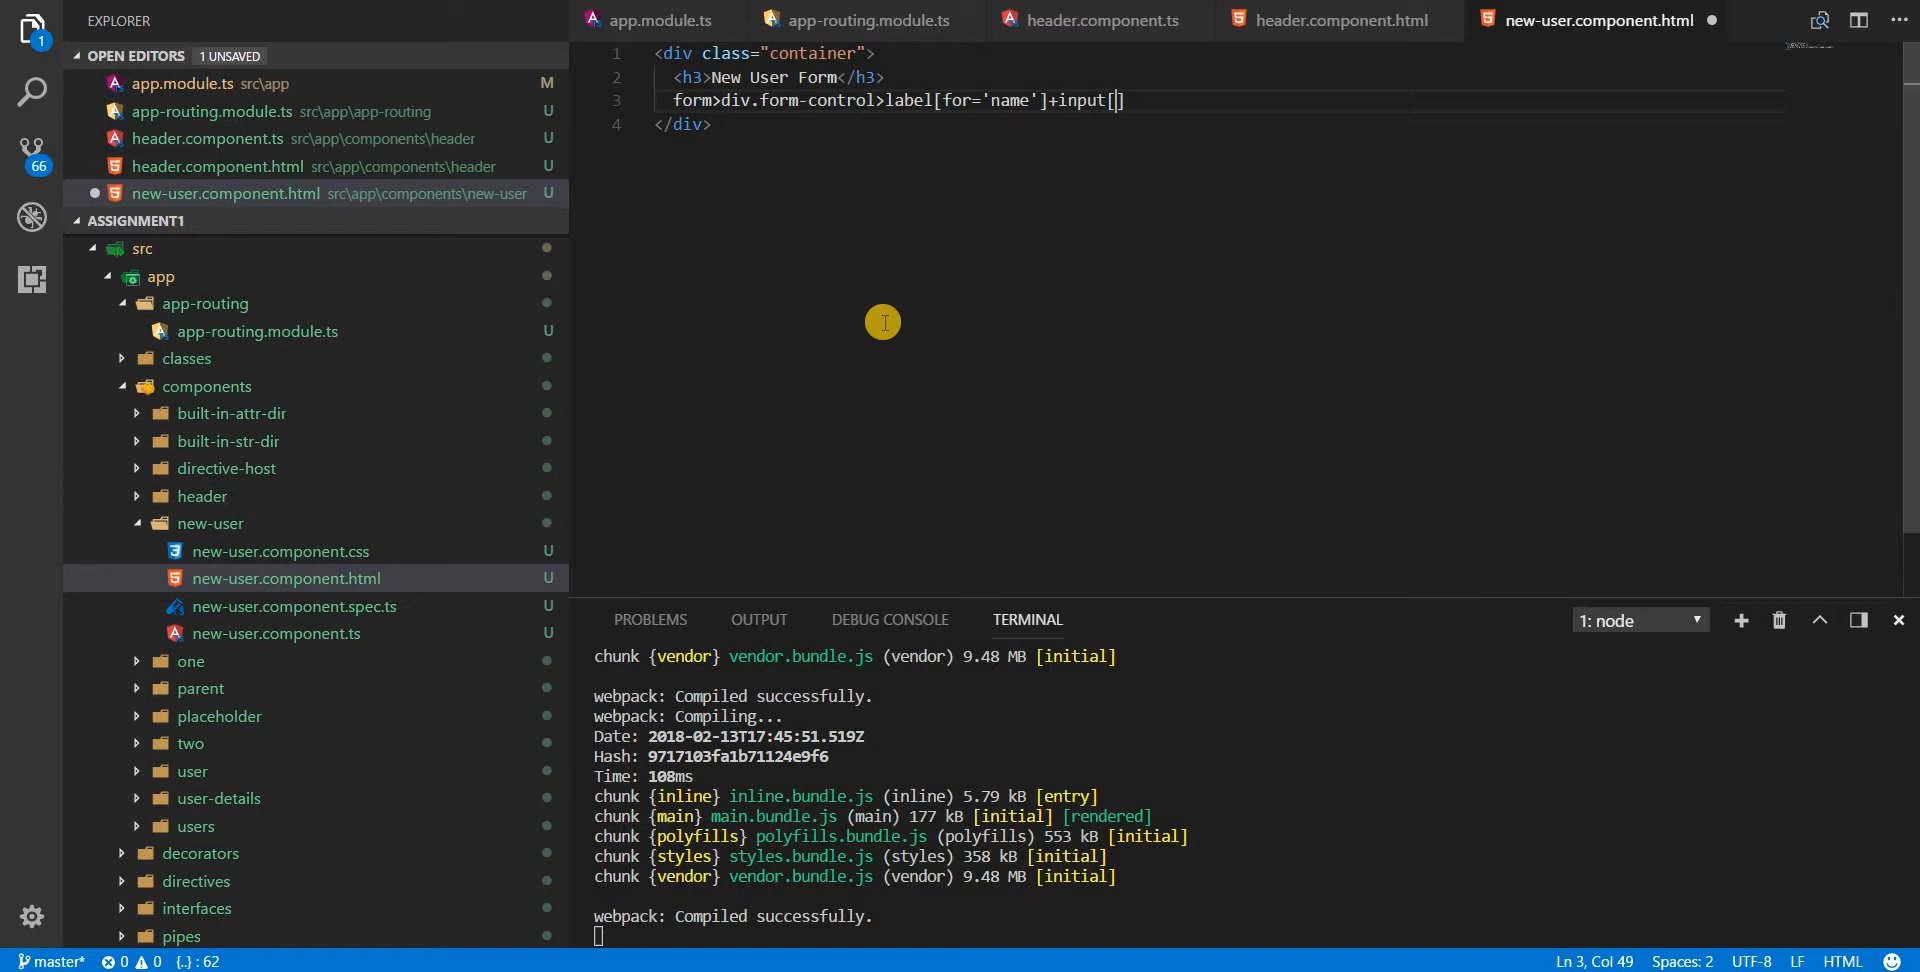 EXPLORER
app.module.ts
app-routing.module.ts
header.component.ts
header.component.html
new-user.component.html
1
OPEN EDITORS 1 UNSAVED
app.module.ts src\app M
app-routing.module.ts src\app\app-routing U
header.component.ts src\app\components\header U
header.component.html src\app\components\header U
new-user.component.html src\app\components\new-user U
66
ASSIGNMENT1
src
app
app-routing
app-routing.module.ts U
classes
components
built-in-attr-dir
built-in-str-dir
directive-host
header
new-user
new-user.component.css U
new-user.component.html U
new-user.component.spec.ts U
new-user.component.ts U
one
parent
placeholder
two
user
user-details
users
decorators
directives
interfaces
pipes
1 <div class="container">
2 <h3>New User Form</h3>
3 form>div.form-control>label[for='name']+input[]
4 </div>
PROBLEMS OUTPUT DEBUG CONSOLE TERMINAL 1: node
chunk {vendor} vendor.bundle.js (vendor) 9.48 MB [initial]
webpack: Compiled successfully.
webpack: Compiling...
Date: 2018-02-13T17:45:51.519Z
Hash: 9717103fa1b71124e9f6
Time: 108ms
chunk {inline} inline.bundle.js (inline) 5.79 kB [entry]
chunk {main} main.bundle.js (main) 177 kB [initial] [rendered]
chunk {polyfills} polyfills.bundle.js (polyfills) 553 kB [initial]
chunk {styles} styles.bundle.js (styles) 358 kB [initial]
chunk {vendor} vendor.bundle.js (vendor) 9.48 MB [initial]
webpack: Compiled successfully.
master* 0 0 {..} : 62 Ln 3, Col 49 Spaces: 2 UTF-8 LF HTML